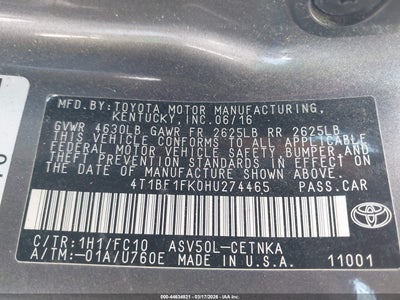 MFD.BY:TOYOTA MOTOR MANUFACTURING,
KENTUCKY, INC.06/16
GVWR 4630LB GAWR FR 2625LB RR 2625LB
THIS VEHICLE CONFORMS TO ALL APPLICABLE
FEDERAL MOTOR VEHICLE SAFETY, BUMPER, AND
THEFT PREVENTION STANDARDS IN EFFECT ON
THE DATE OF MANUFACTURE SHOWN ABOVE.
4T1BF1FK0HU274465 PASS.CAR
C/TR:1H1/FC10 ASV50L-CETNKA
A/TM:-01A/U760E MADE IN U.S.A.
TOYOTA
11001
© 44634521 - 03/17/2026 - IAA